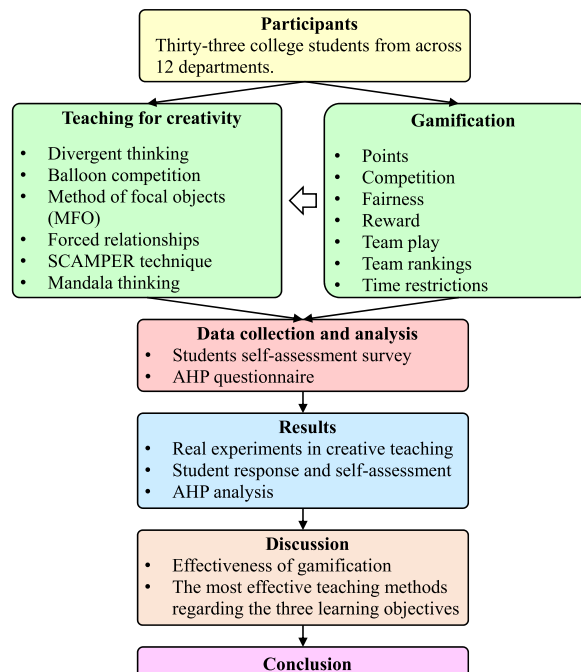 Participants
Thirty-three college students from across
12 departments.
Teaching for creativity
• Divergent thinking
• Balloon competition
• Method of focal objects
(MFO)
• Forced relationships
• SCAMPER technique
• Mandala thinking
Gamification
• Points
• Competition
• Fairness
• Reward
• Team play
• Team rankings
• Time restrictions
Data collection and analysis
• Students self-assessment survey
• AHP questionnaire
Results
• Real experiments in creative teaching
• Student response and self-assessment
• AHP analysis
Discussion
• Effectiveness of gamification
• The most effective teaching methods
regarding the three learning objectives
Conclusion